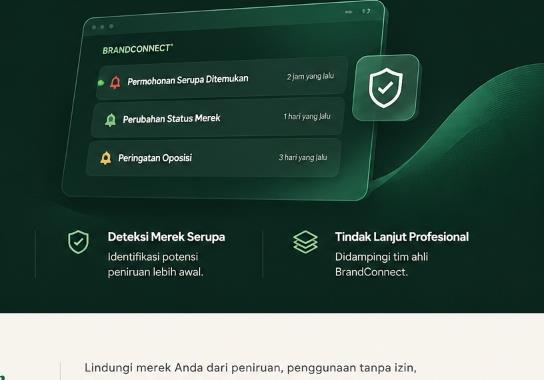 BRANDCONNECT
Permohonan Serupa Ditemukan 2 jam yang lalu
Perubahan Status Merek 1 hari yang lalu
Peringatan Oposisi 3 hari yang lalu
Deteksi Merek Serupa
Identifikasi potensi
peniruan lebih awal.
Tindak Lanjut Profesional
Didampingi tim ahli
BrandConnect.
Lindungi merek Anda dari peniruan, penggunaan tanpa izin,